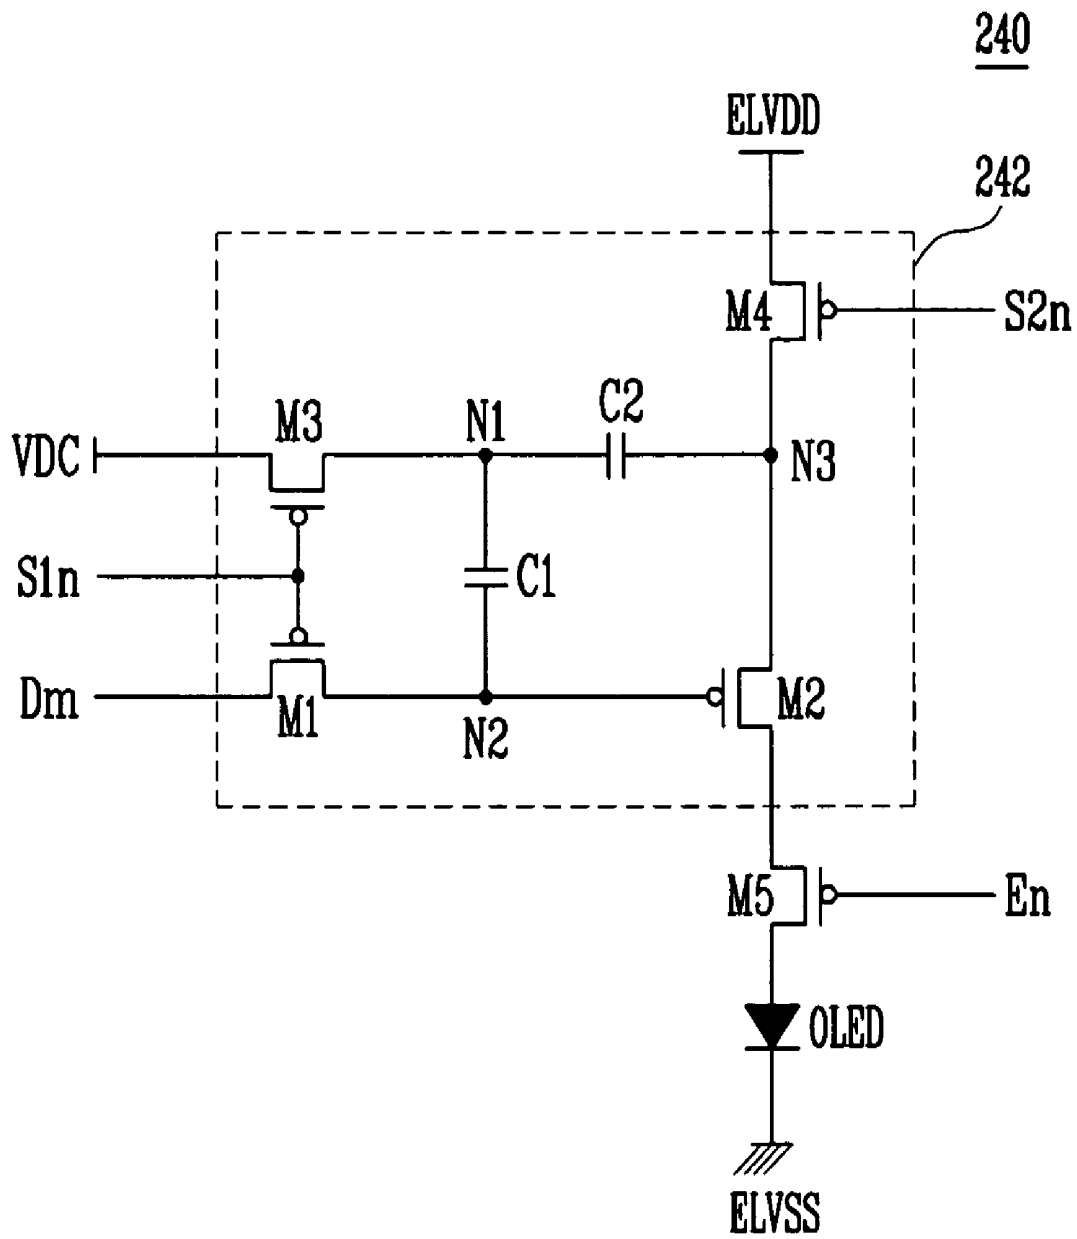 240
ELVDD
242
M4
S2n
C2
M3
N1
VDC
N3
S1n
C1
Dm
M1
N2
M2
M5
En
OLED
ELVSS